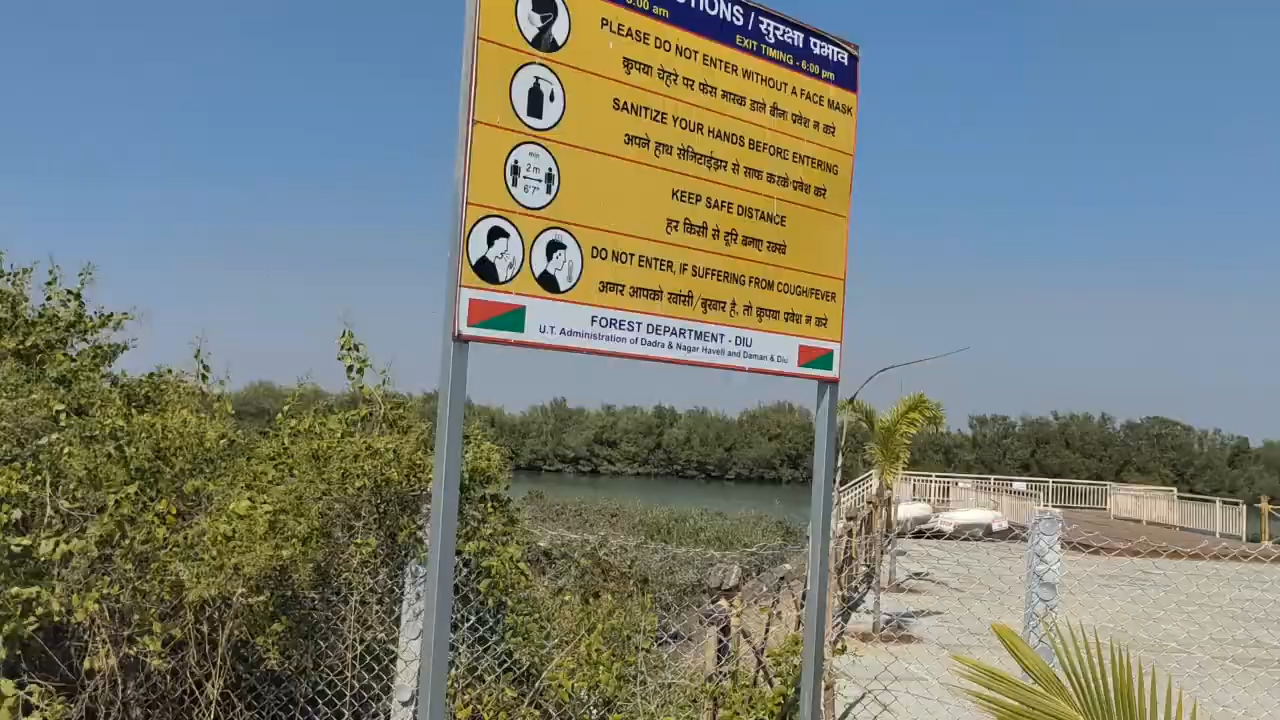 6:00 am
TIONS / सुरक्षा प्रभाव
EXIT TIMING - 6:00 pm
PLEASE DO NOT ENTER WITHOUT A FACE MASK
क्रुपया चेहरे पर फेस मास्क डाले बीना प्रवेश न करे
SANITIZE YOUR HANDS BEFORE ENTERING
अपने हाथ सेनिटाईझर से साफ करके प्रवेश करे
min
2 m
6'7"
KEEP SAFE DISTANCE
हर किसी से दूरि बनाए रक्खे
DO NOT ENTER, IF SUFFERING FROM COUGH/FEVER
अगर आपको खांसी/बुखार है, तो क्रुपया प्रवेश न करे
FOREST DEPARTMENT - DIU
U.T. Administration of Dadra & Nagar Haveli and Daman & Diu